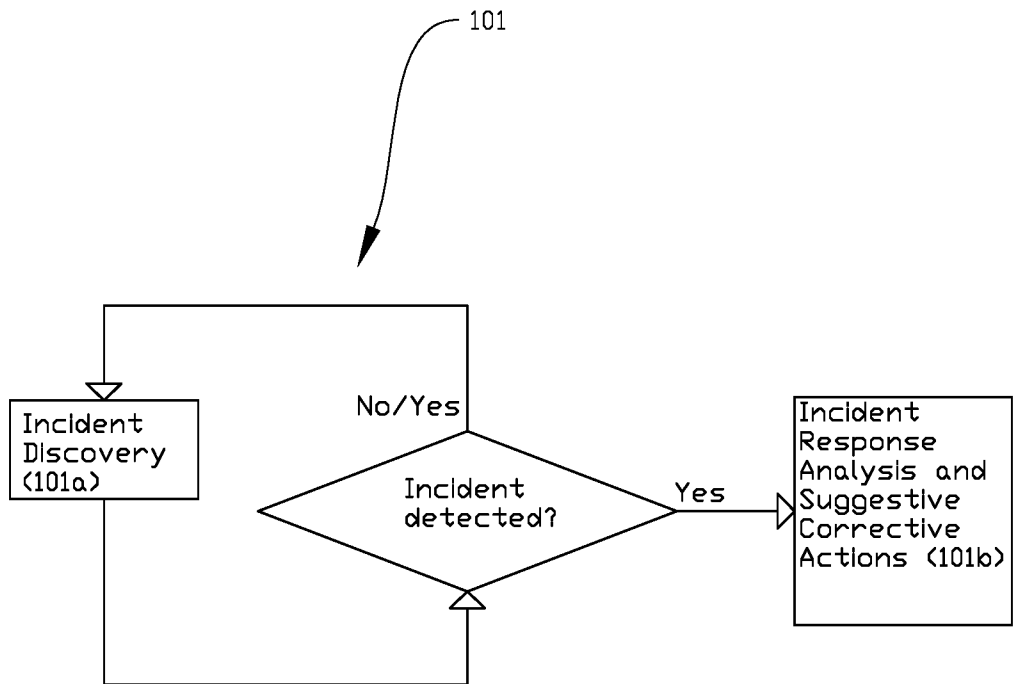 101
No/Yes
Incident
Discovery
(101a)
Incident
detected?
Yes
Incident
Response
Analysis and
Suggestive
Corrective
Actions (101b)